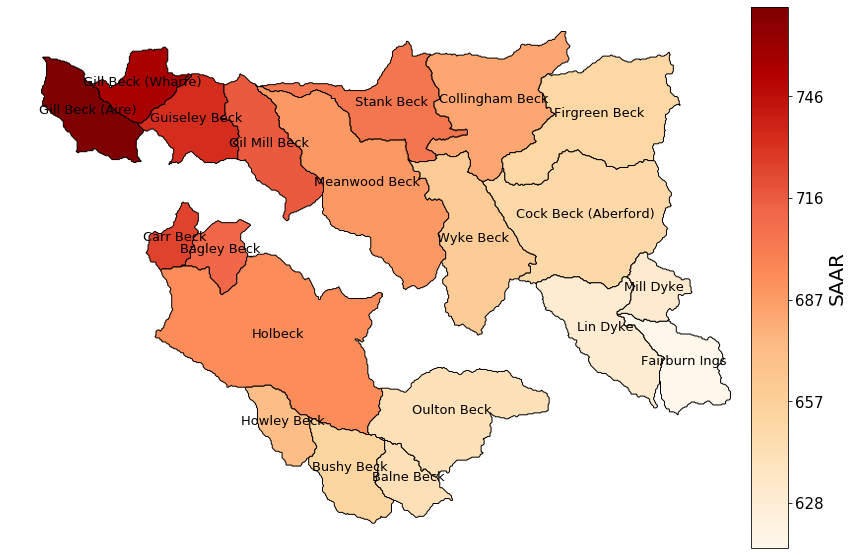 Gill Beck (Wharfe)
Gill Beck (Aire)
Guiseley Beck
Gil Mill Beck
Stank Beck
Collingham Beck
Firgreen Beck
Meanwood Beck
Cock Beck (Aberford)
Wyke Beck
Carr Beck
Bagley Beck
Mill Dyke
Lin Dyke
Holbeck
Fairburn Ings
Oulton Beck
Howley Beck
Bushy Beck
Balne Beck
746
716
687
657
628
SAAR